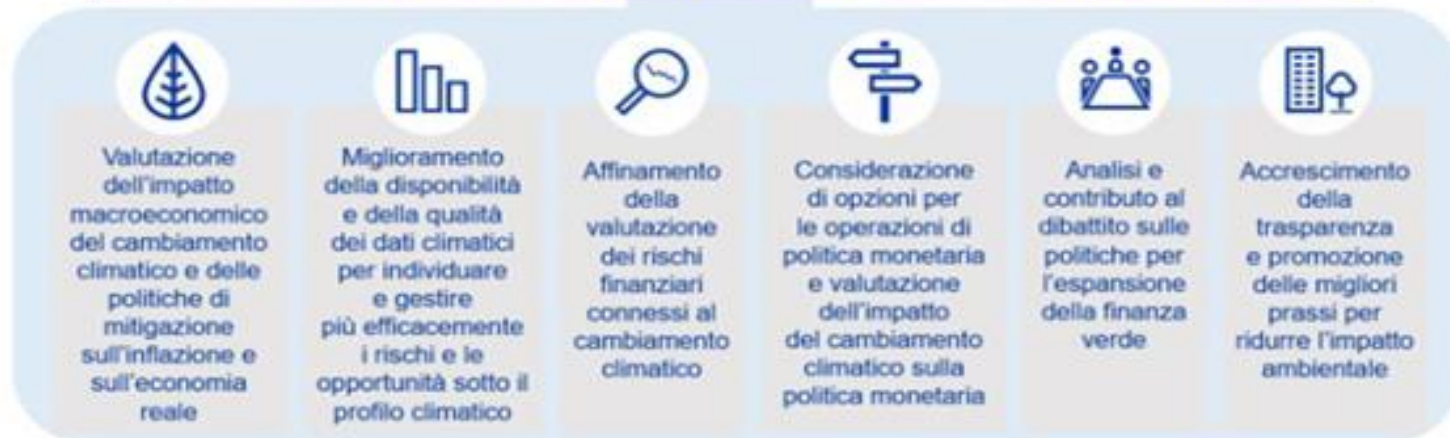 Valutazione
dell'impatto
macroeconomico
del cambiamento
climatico e delle
politiche di
mitigazione
sull'inflazione e
sull'economia
reale
Miglioramento
della disponibilità
e della qualità
dei dati climatici
per individuare
e gestire
più efficacemente
i rischi e le
opportunità sotto il
profilo climatico
Affinamento
della
valutazione
dei rischi
finanziari
connessi al
cambiamento
climatico
Considerazione
di opzioni per
le operazioni di
politica monetaria
e valutazione
dell'impatto
del cambiamento
climatico sulla
politica monetaria
Analisi e
contributo al
dibattito sulle
politiche per
l'espansione
della finanza
verde
Accrescimento
della
trasparenza
e promozione
delle migliori
prassi per
ridurre l'impatto
ambientale